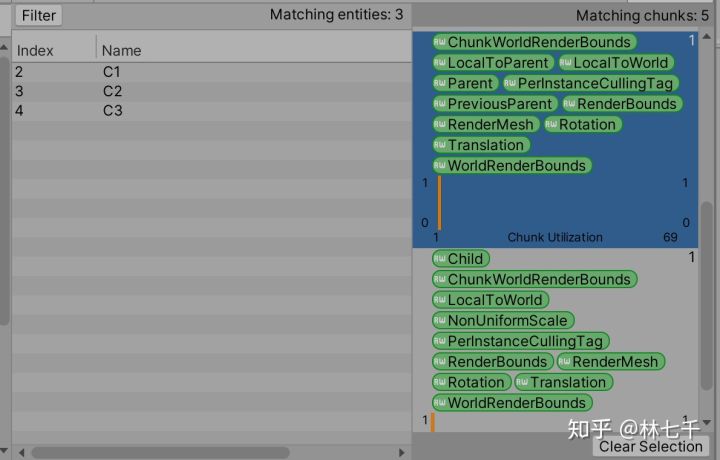 Filter
Matching entities: 3
Matching chunks: 5
Index Name
2 C1
3 C2
4 C3
1
RW ChunkWorldRenderBounds
RW LocalToParent RW LocalToWorld
RW Parent RW PerInstanceCullingTag
RW PreviousParent RW RenderBounds
RW RenderMesh RW Rotation
RW Translation
RW WorldRenderBounds
1 1
0 0
1 Chunk Utilization 69
RW Child 1
RW ChunkWorldRenderBounds
RW LocalToWorld
RW NonUniformScale
RW PerInstanceCullingTag
RW RenderBounds RW RenderMesh
RW Rotation RW Translation
RW WorldRenderBounds
1 1
知乎 @林七千
Clear Selection